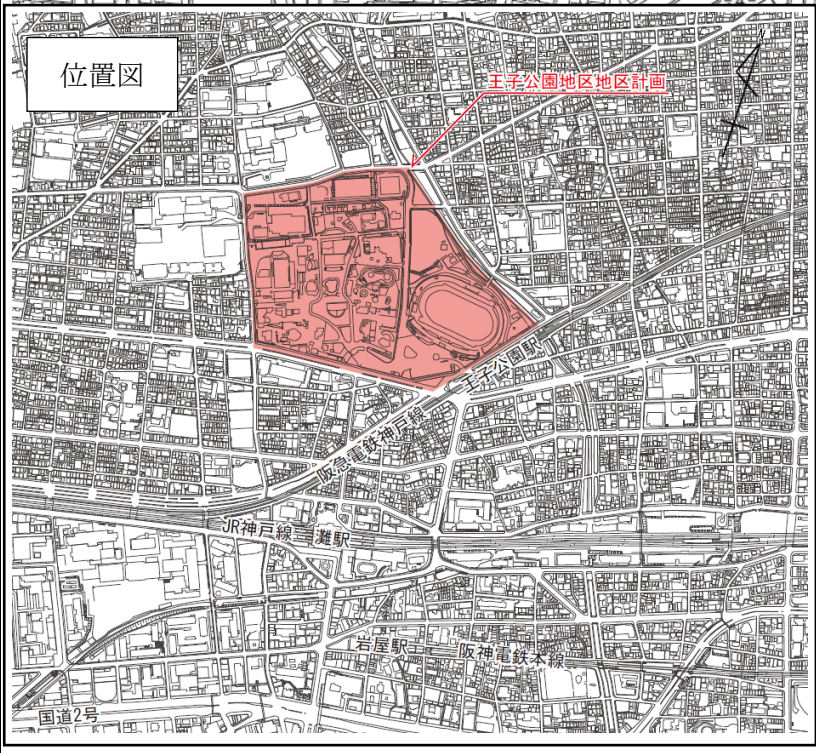 位置図
王子公園地区地区計画
N
王子公園駅
阪急電鉄神戸線
JR神戸線 灘駅
岩屋駅
阪神電鉄本線
国道2号